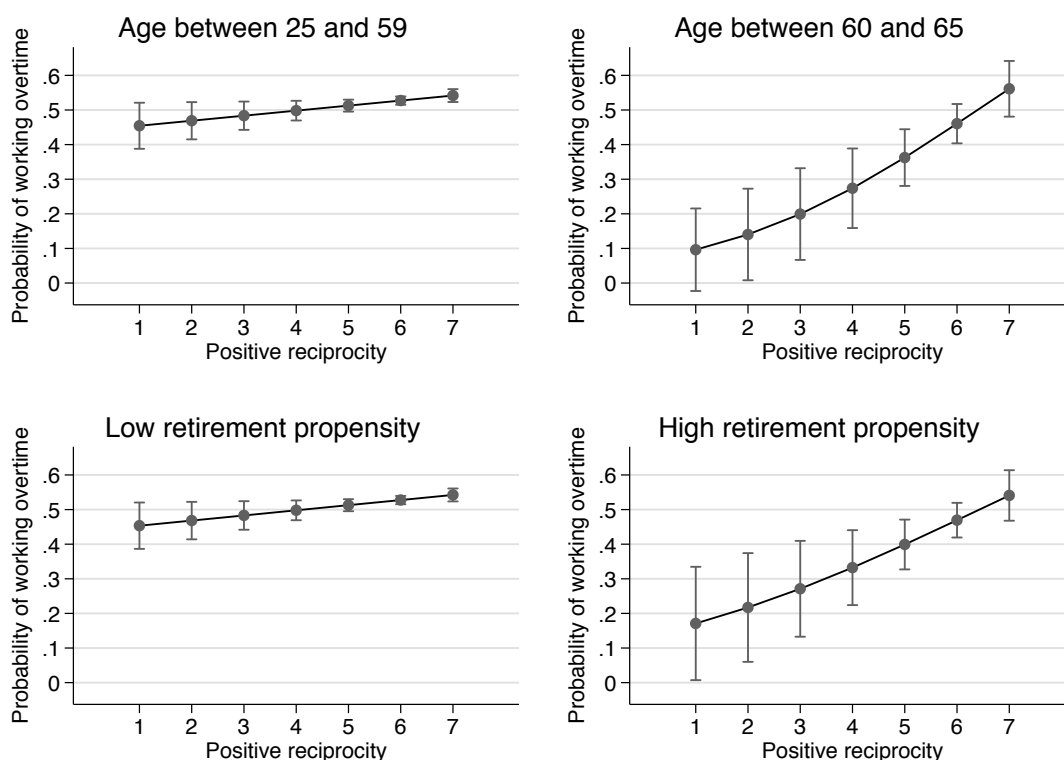 Age between 25 and 59
Probability of working overtime
.6
.5
.4
.3
.2
.1
0
1 2 3 4 5 6 7
Positive reciprocity
Age between 60 and 65
Probability of working overtime
.6
.5
.4
.3
.2
.1
0
1 2 3 4 5 6 7
Positive reciprocity
Low retirement propensity
Probability of working overtime
.6
.5
.4
.3
.2
.1
0
1 2 3 4 5 6 7
Positive reciprocity
High retirement propensity
Probability of working overtime
.6
.5
.4
.3
.2
.1
0
1 2 3 4 5 6 7
Positive reciprocity